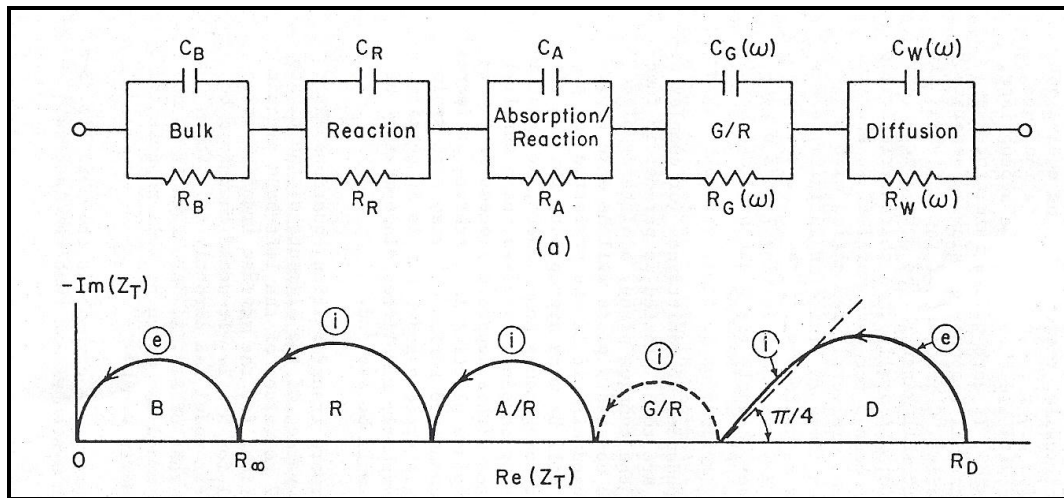 C_B C_R C_A C_G(ω) C_W(ω)
Bulk Reaction Absorption/ Reaction G/R Diffusion
R_B R_R R_A R_G(ω) R_W(ω)
(a)
-Im(Z_T)
e i i i i e
B R A/R G/R π/4 D
0 R_∞ R_D
Re(Z_T)